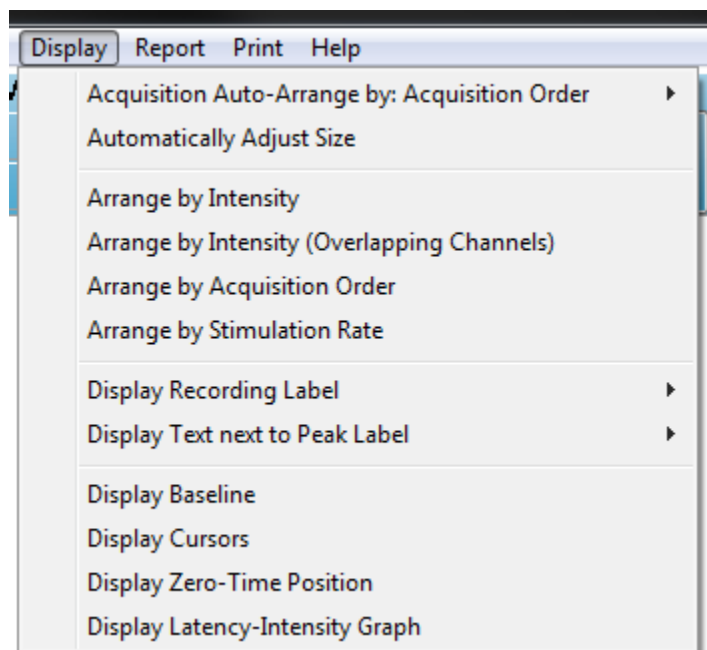 Display Report Print Help
Acquisition Auto-Arrange by: Acquisition Order
Automatically Adjust Size
Arrange by Intensity
Arrange by Intensity (Overlapping Channels)
Arrange by Acquisition Order
Arrange by Stimulation Rate
Display Recording Label
Display Text next to Peak Label
Display Baseline
Display Cursors
Display Zero-Time Position
Display Latency-Intensity Graph